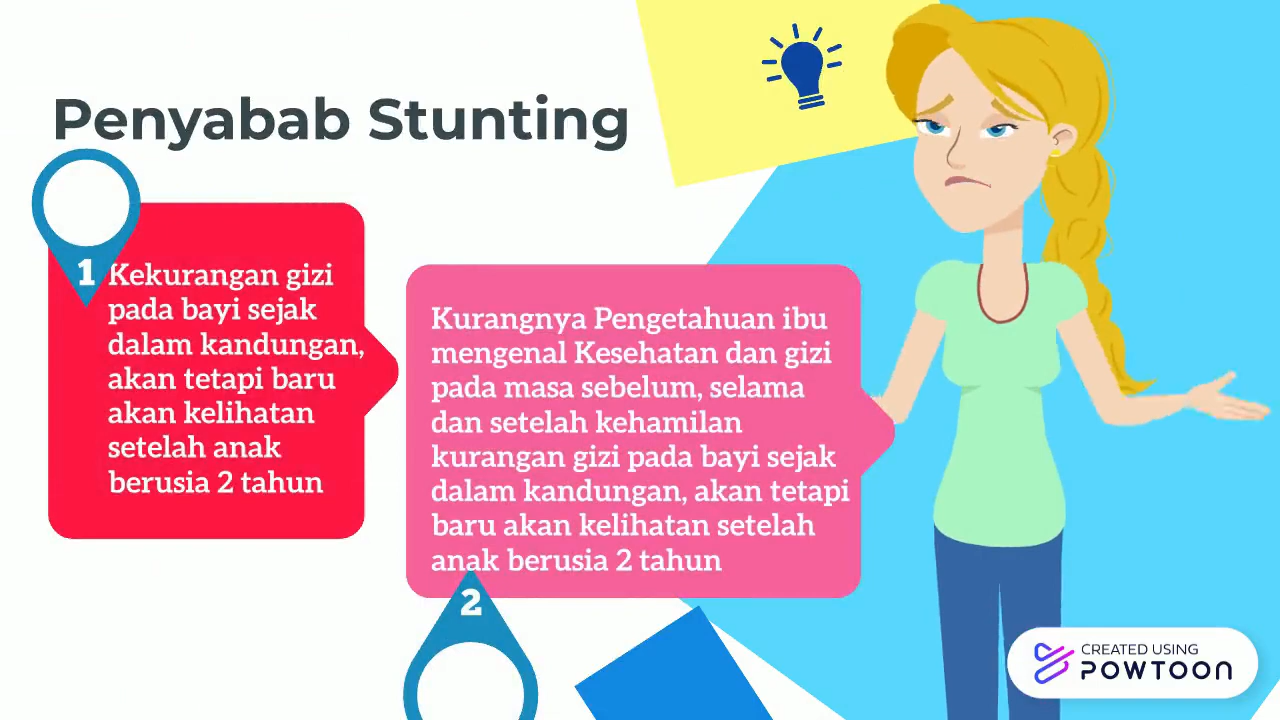 Penyabab Stunting
1
Kekurangan gizi
pada bayi sejak
dalam kandungan,
akan tetapi baru
akan kelihatan
setelah anak
berusia 2 tahun
Kurangnya Pengetahuan ibu
mengenal Kesehatan dan gizi
pada masa sebelum, selama
dan setelah kehamilan
kurangan gizi pada bayi sejak
dalam kandungan, akan tetapi
baru akan kelihatan setelah
anak berusia 2 tahun
2
CREATED USING
POWTOON